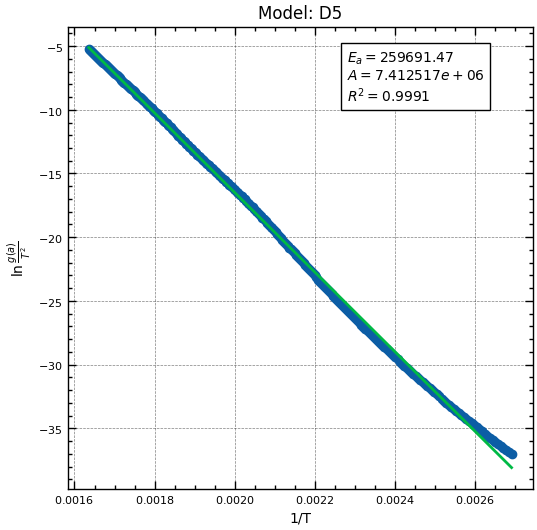 Model: D5
E_a = 259691.47
A = 7.412517e + 06
R² = 0.9991
−5
−10
−15
−20
−25
−30
−35
ln g(a)/T²
0.0016 0.0018 0.0020 0.0022 0.0024 0.0026
1/T